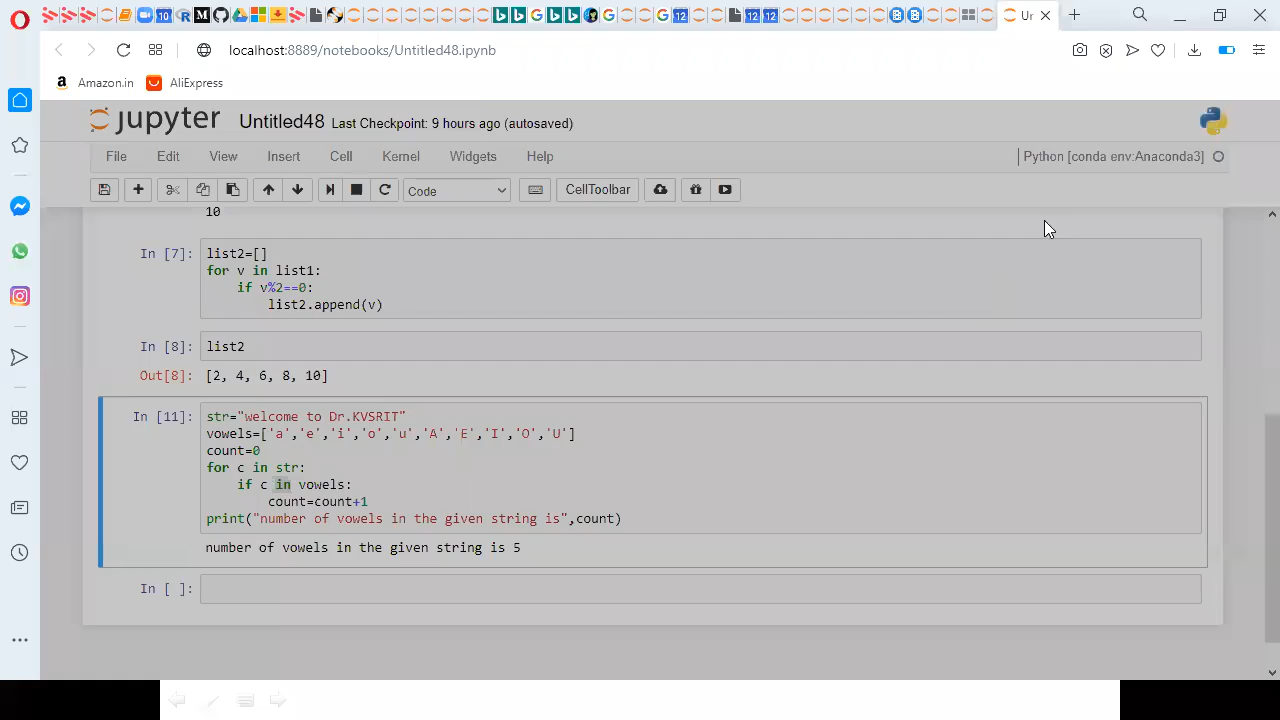 Ur
localhost:8889/notebooks/Untitled48.ipynb
Amazon.in AliExpress
jupyter Untitled48 Last Checkpoint: 9 hours ago (autosaved)
File Edit View Insert Cell Kernel Widgets Help Python [conda env:Anaconda3]
Code CellToolbar
10
In [7]: list2=[]
for v in list1:
if v%2==0:
list2.append(v)
In [8]: list2
Out[8]: [2, 4, 6, 8, 10]
In [11]: str="welcome to Dr.KVSRIT"
vowels=['a','e','i','o','u','A','E','I','O','U']
count=0
for c in str:
if c in vowels:
count=count+1
print("number of vowels in the given string is",count)
number of vowels in the given string is 5
In [ ]: